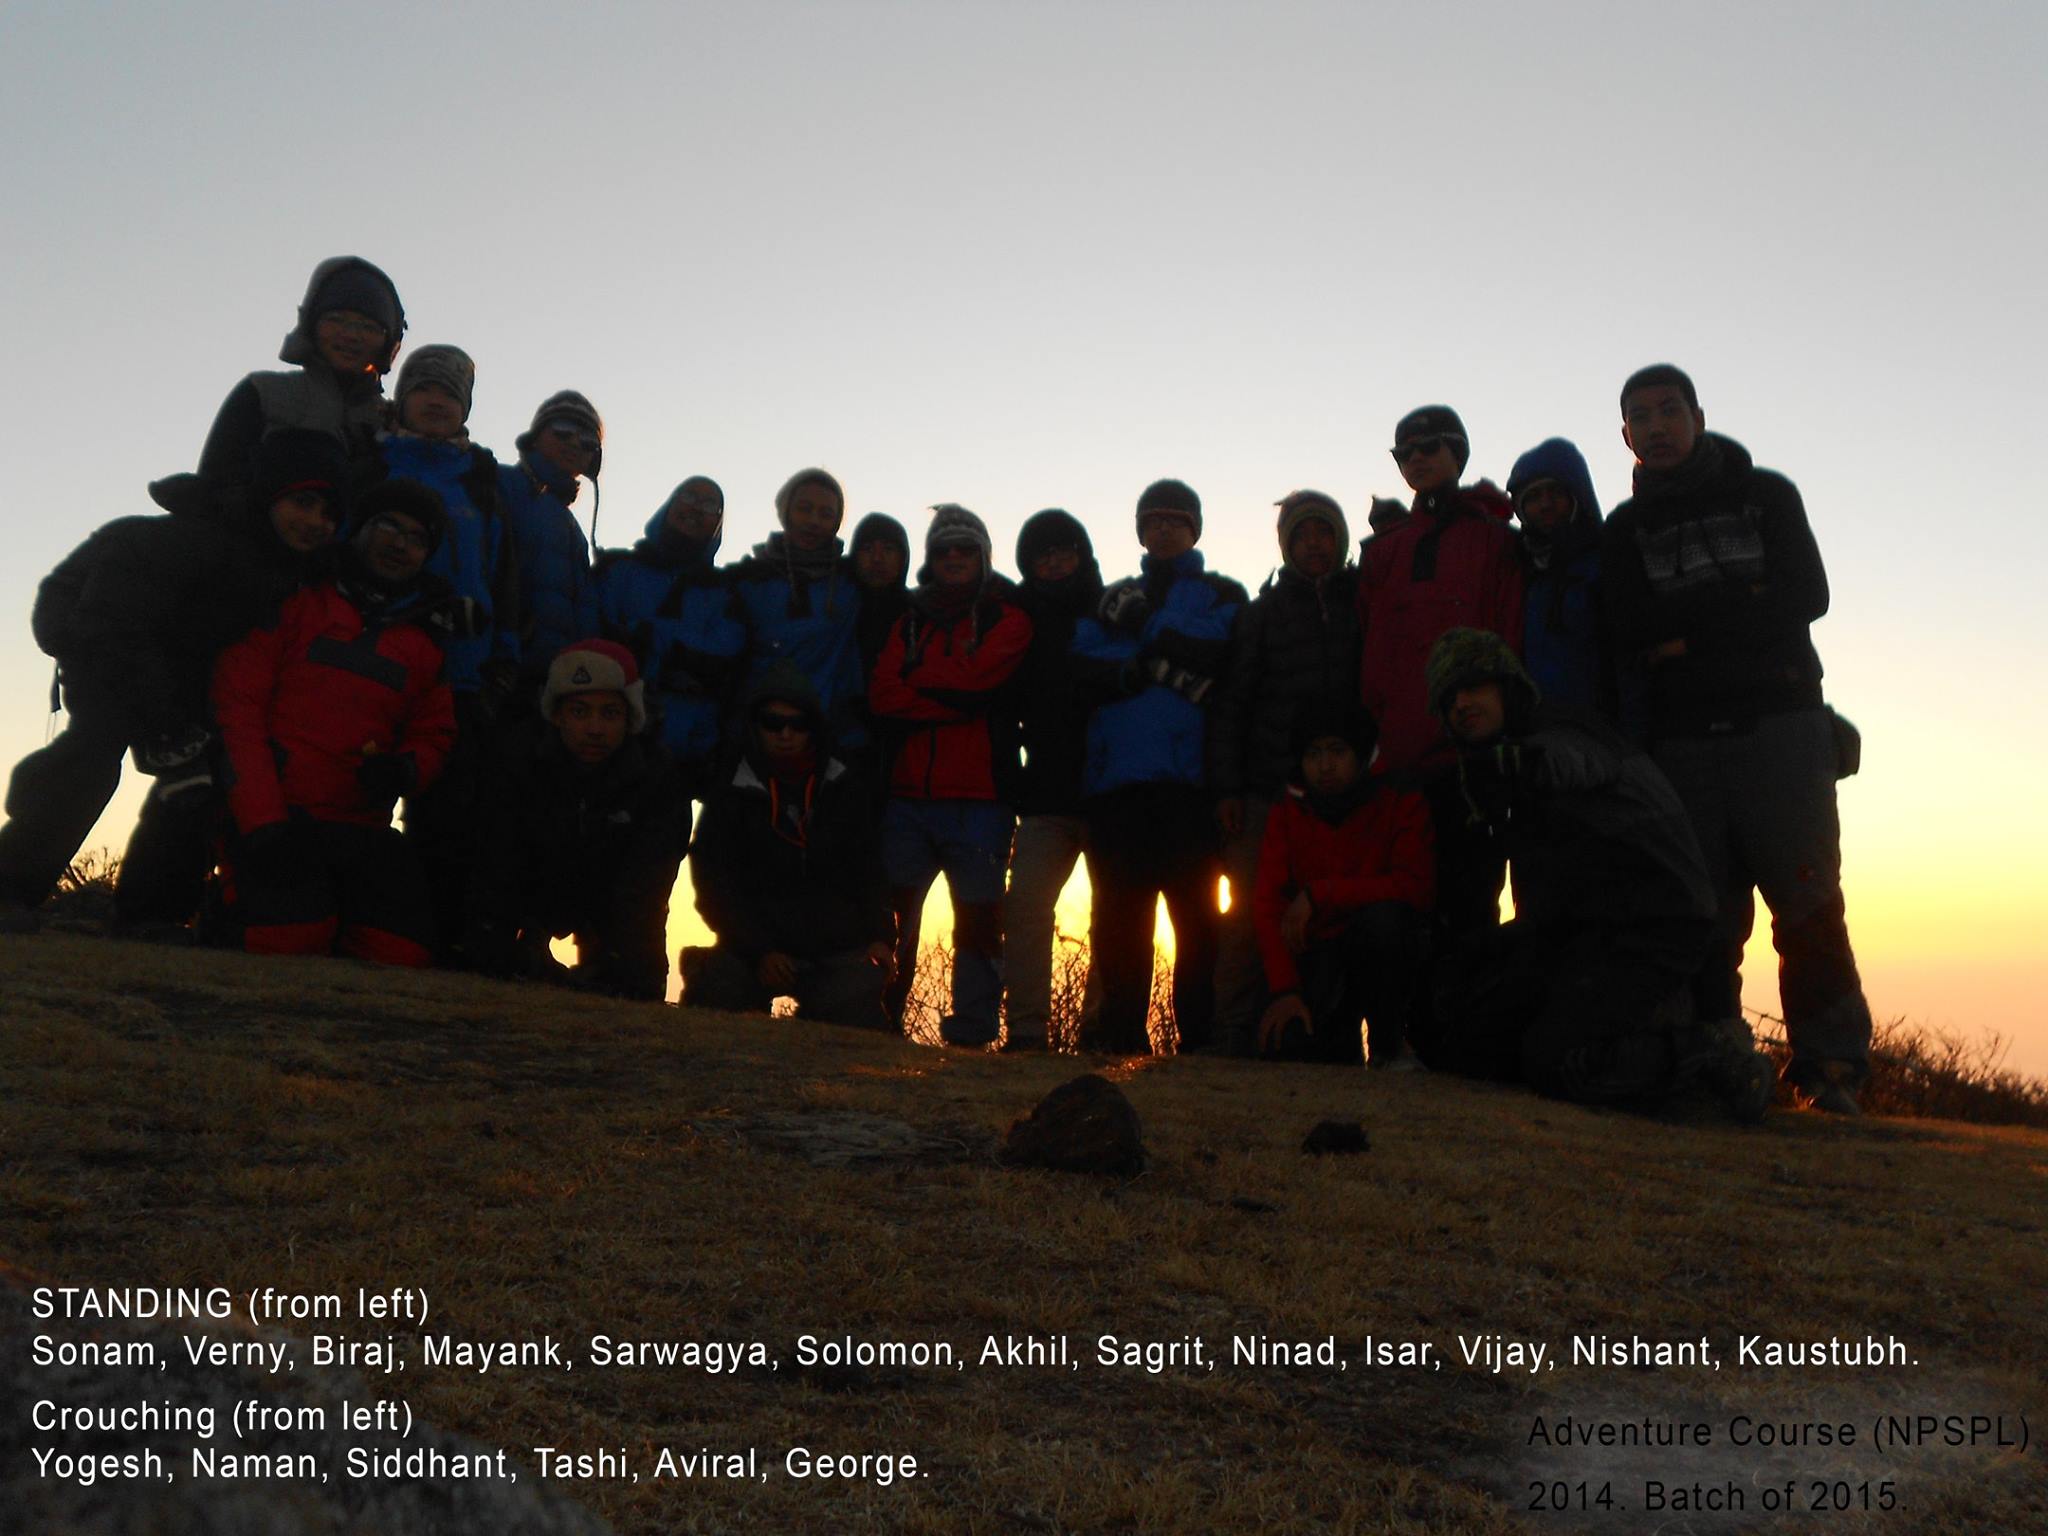 STANDING (from left)
Sonam, Verny, Biraj, Mayank, Sarwagya, Solomon, Akhil, Sagrit, Ninad, Isar, Vijay, Nishant, Kaustubh.
Crouching (from left)
Yogesh, Naman, Siddhant, Tashi, Aviral, George.
Adventure Course (NPSPL)
2014. Batch of 2015.